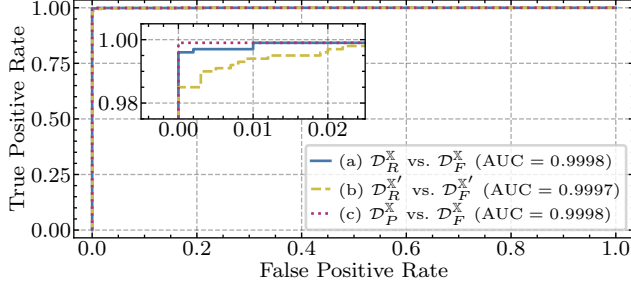 1.00
0.75
0.50
0.25
0.00
True Positive Rate
1.00
0.98
0.00
0.01
0.02
(a) 𝒟_R^𝕏 vs. 𝒟_F^𝕏 (AUC = 0.9998)
(b) 𝒟_R^𝕏′ vs. 𝒟_F^𝕏′ (AUC = 0.9997)
(c) 𝒟_P^𝕏 vs. 𝒟_F^𝕏 (AUC = 0.9998)
0.0 0.2 0.4 0.6 0.8 1.0
False Positive Rate